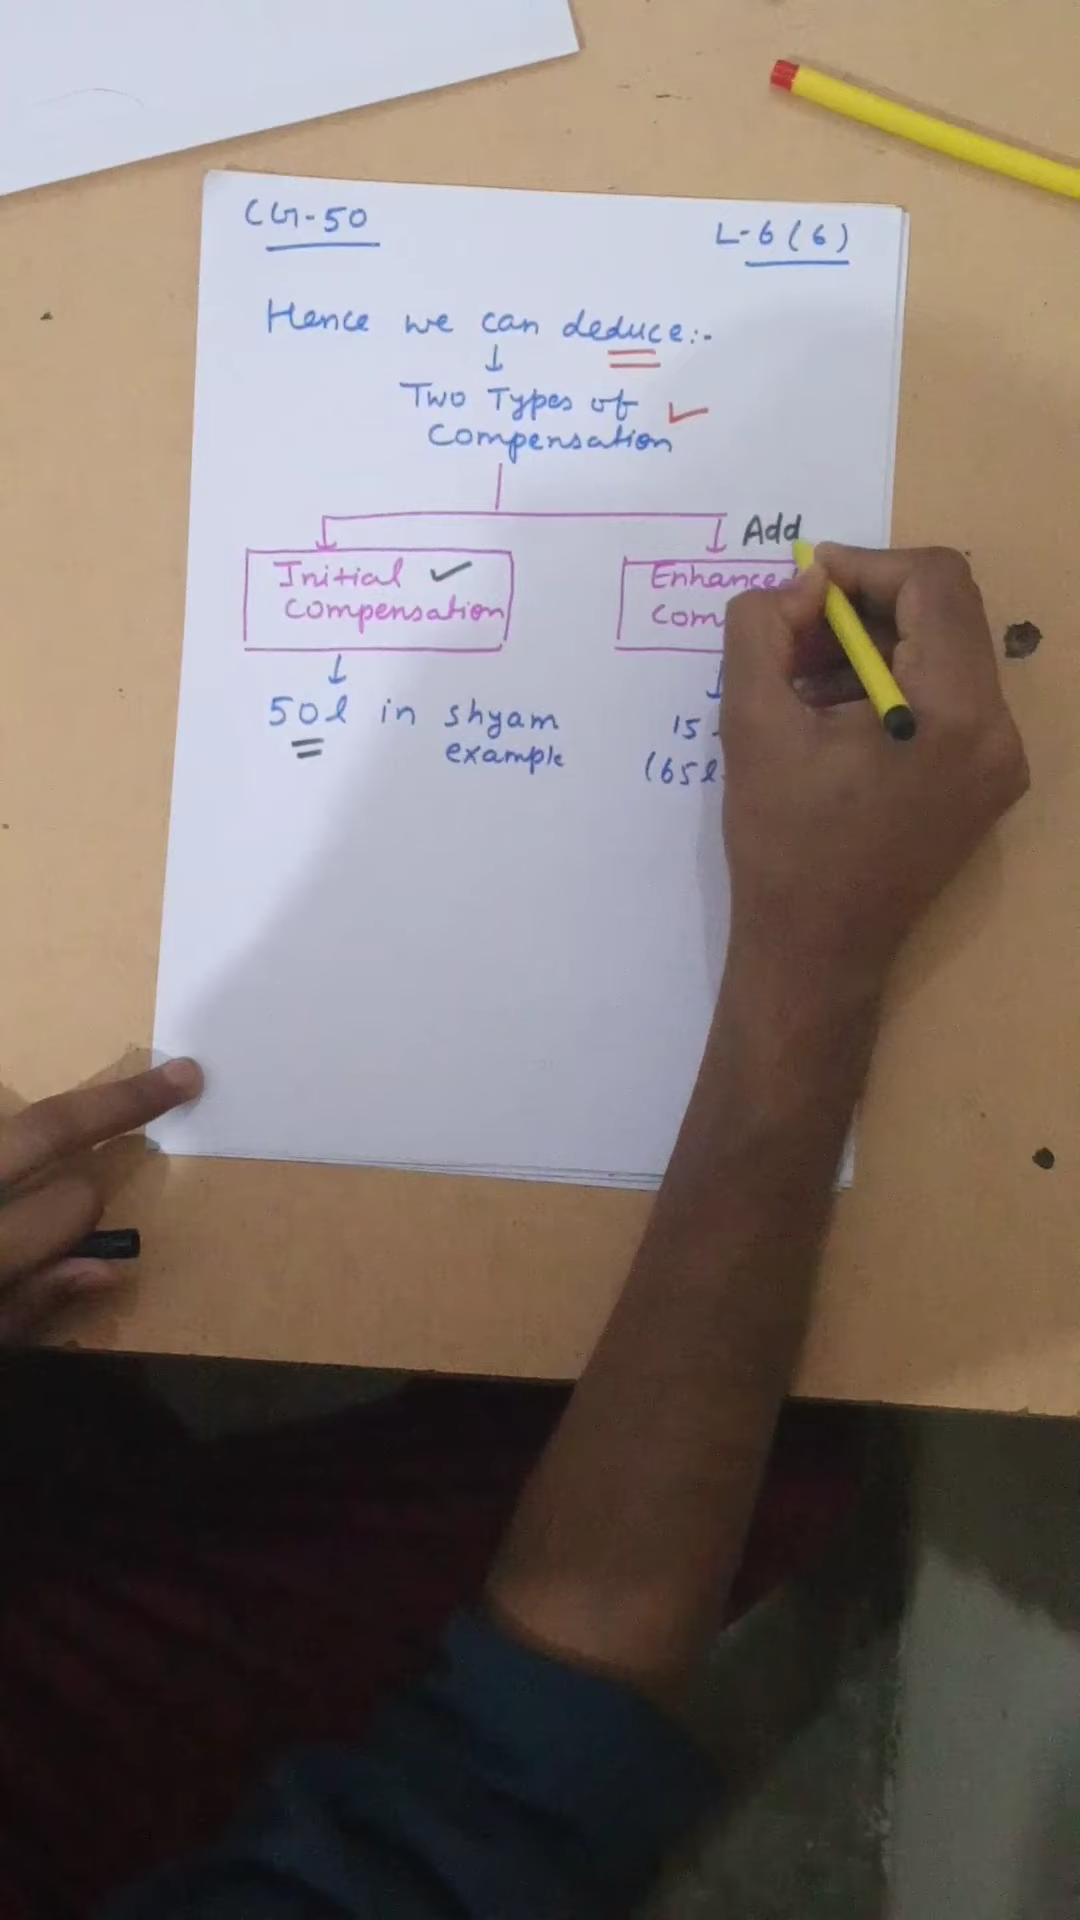 CG-50
L-6 (6)
Hence we can deduce:-
Two Types of
Compensation
Add
Initial
Compensation
Enhanced
50l in shyam
example
15
(65l